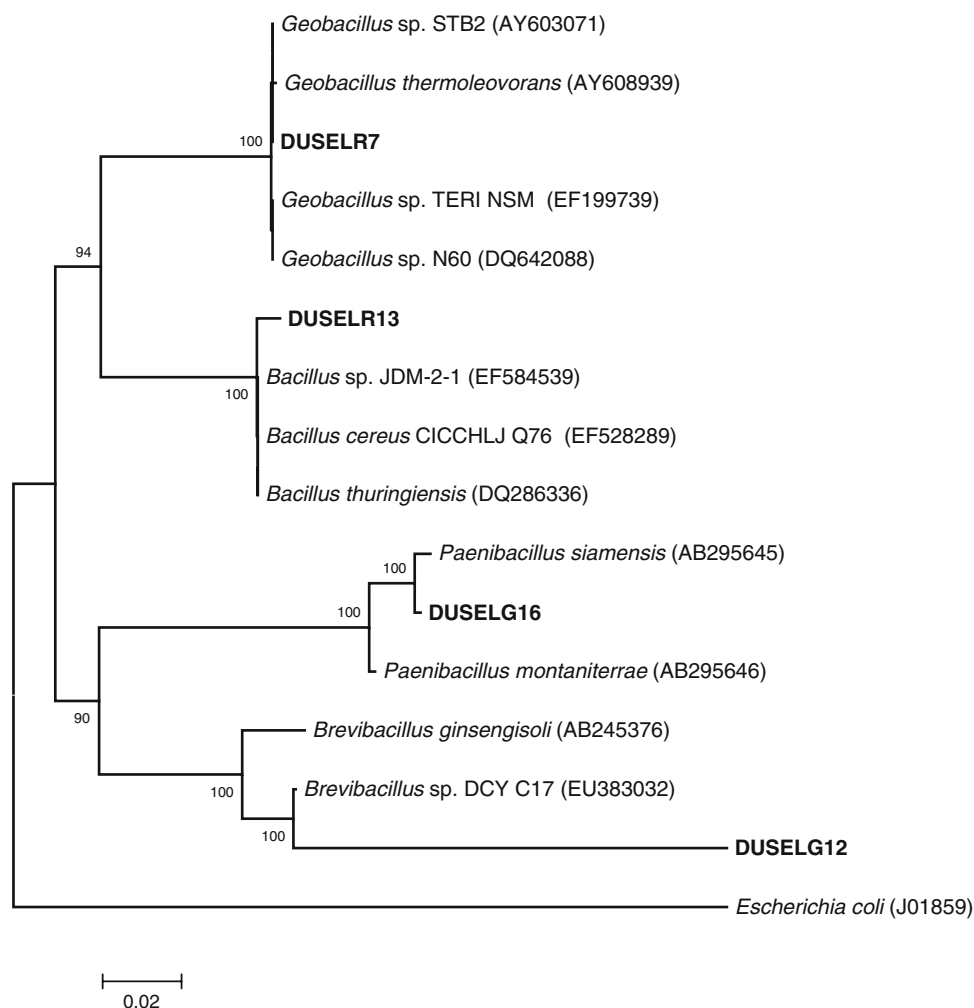 Geobacillus sp. STB2 (AY603071)
Geobacillus thermoleovorans (AY608939)
100
DUSELR7
Geobacillus sp. TERI NSM (EF199739)
94
Geobacillus sp. N60 (DQ642088)
DUSELR13
Bacillus sp. JDM-2-1 (EF584539)
100
Bacillus cereus CICCHLJ Q76 (EF528289)
Bacillus thuringiensis (DQ286336)
Paenibacillus siamensis (AB295645)
100
100
DUSELG16
Paenibacillus montaniterrae (AB295646)
90
Brevibacillus ginsengisoli (AB245376)
100
Brevibacillus sp. DCY C17 (EU383032)
100
DUSELG12
Escherichia coli (J01859)
0.02